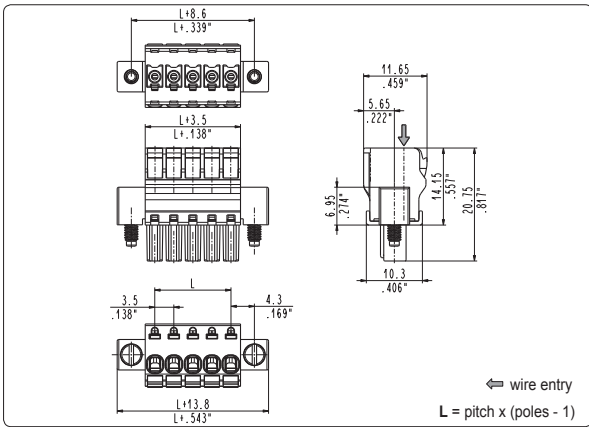 L+8.6
L+.339"
11.65
.459"
5.65
.222"
L+3.5
L+.138"
6.95
.274"
14.15
.557"
20.75
.817"
10.3
.406"
L
3.5
.138"
4.3
.169"
L+13.8
L+.543"
wire entry
L = pitch x (poles - 1)